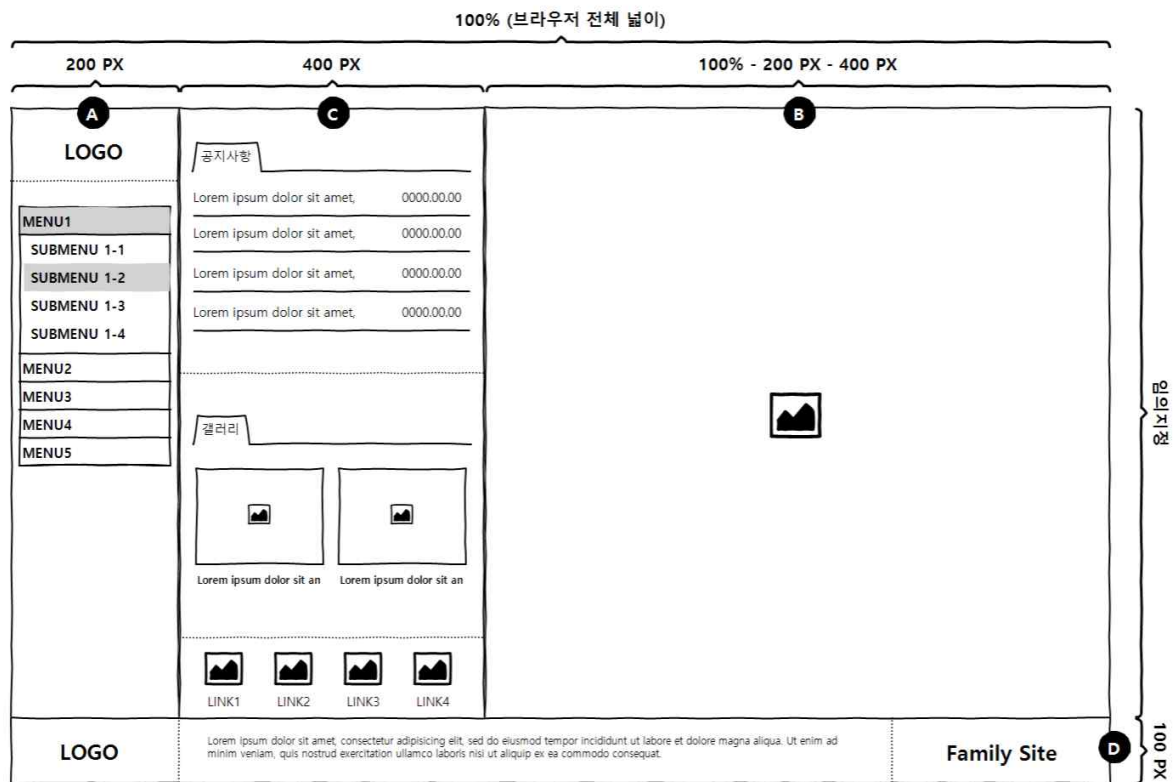 100% (브라우저 전체 넓이)
200 PX
400 PX
100% - 200 PX - 400 PX
A
C
B
LOGO
MENU1
SUBMENU 1-1
SUBMENU 1-2
SUBMENU 1-3
SUBMENU 1-4
MENU2
MENU3
MENU4
MENU5
공지사항
Lorem ipsum dolor sit amet, 0000.00.00
Lorem ipsum dolor sit amet, 0000.00.00
Lorem ipsum dolor sit amet, 0000.00.00
Lorem ipsum dolor sit amet, 0000.00.00
갤러리
Lorem ipsum dolor sit an
Lorem ipsum dolor sit an
LINK1
LINK2
LINK3
LINK4
임의지정
LOGO
Lorem ipsum dolor sit amet, consectetur adipisicing elit, sed do eiusmod tempor incididunt ut labore et dolore magna aliqua. Ut enim ad
minim veniam, quis nostrud exercitation ullamco laboris nisi ut aliquip ex ea commodo consequat.
Family Site
D
100 PX